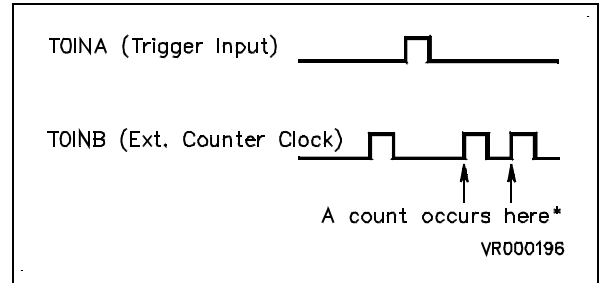 T0INA (Trigger Input)
T0INB (Ext. Counter Clock)
A count occurs here*
VR000196